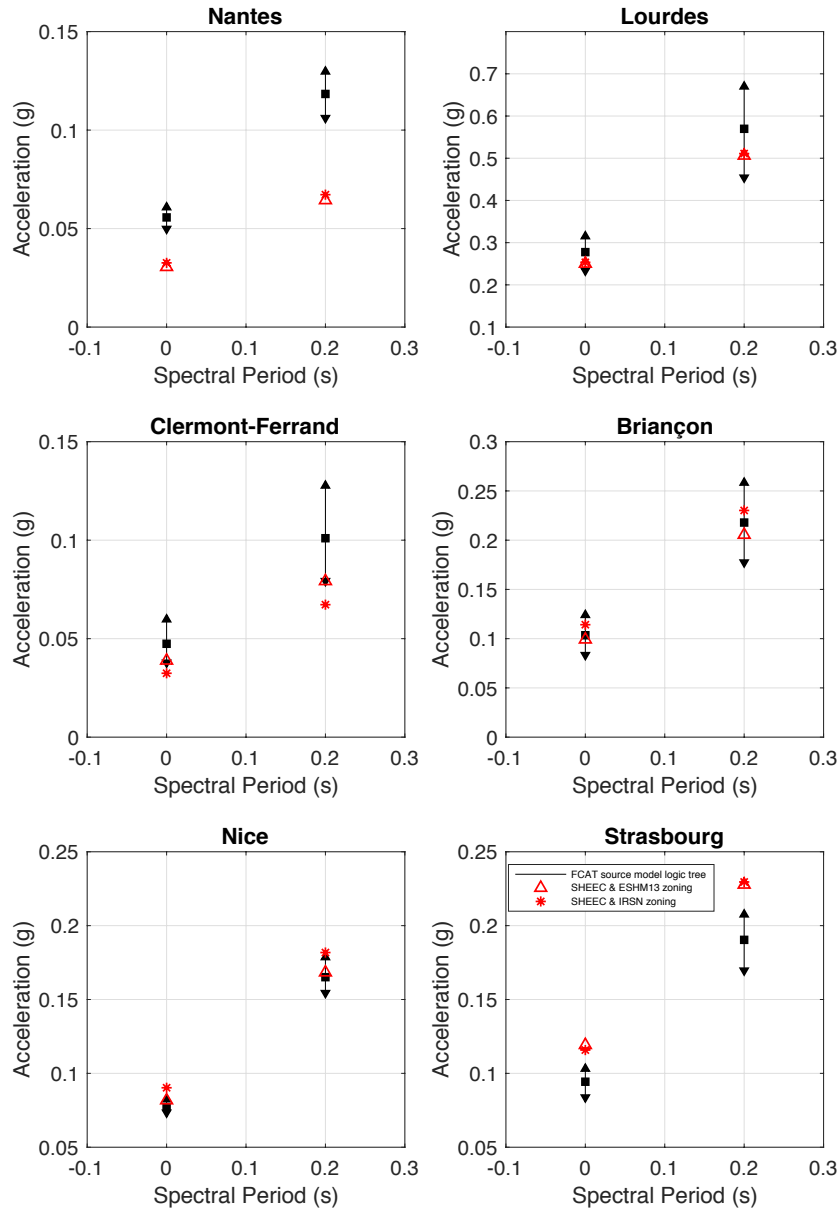 Nantes
Acceleration (g)
0.15
0.1
0.05
0
-0.1 0 0.1 0.2 0.3
Spectral Period (s)
Lourdes
Acceleration (g)
0.7
0.6
0.5
0.4
0.3
0.2
0.1
-0.1 0 0.1 0.2 0.3
Spectral Period (s)
Clermont-Ferrand
Acceleration (g)
0.15
0.1
0.05
0
-0.1 0 0.1 0.2 0.3
Spectral Period (s)
Briançon
Acceleration (g)
0.3
0.25
0.2
0.15
0.1
0.05
0
-0.1 0 0.1 0.2 0.3
Spectral Period (s)
Nice
Acceleration (g)
0.25
0.2
0.15
0.1
0.05
-0.1 0 0.1 0.2 0.3
Spectral Period (s)
Strasbourg
Acceleration (g)
0.25
0.2
0.15
0.1
0.05
FCAT source model logic tree
SHEEC & ESHM13 zoning
SHEEC & IRSN zoning
-0.1 0 0.1 0.2 0.3
Spectral Period (s)